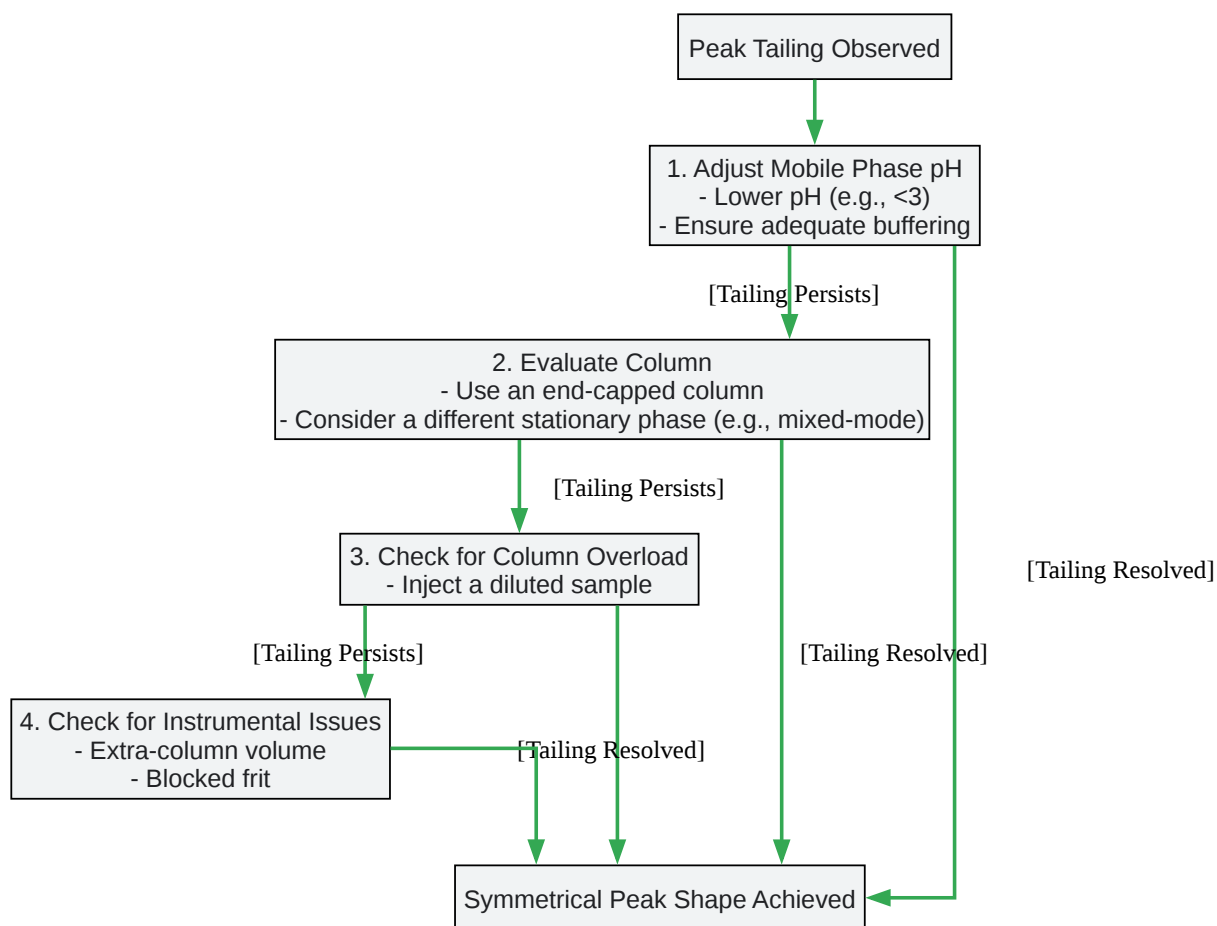 Peak Tailing Observed
1. Adjust Mobile Phase pH
- Lower pH (e.g., <3)
- Ensure adequate buffering
[Tailing Persists]
2. Evaluate Column
- Use an end-capped column
- Consider a different stationary phase (e.g., mixed-mode)
[Tailing Persists]
3. Check for Column Overload
- Inject a diluted sample
[Tailing Resolved]
[Tailing Persists]
[Tailing Resolved]
4. Check for Instrumental Issues
- Extra-column volume
- Blocked frit
[Tailing Resolved]
Symmetrical Peak Shape Achieved